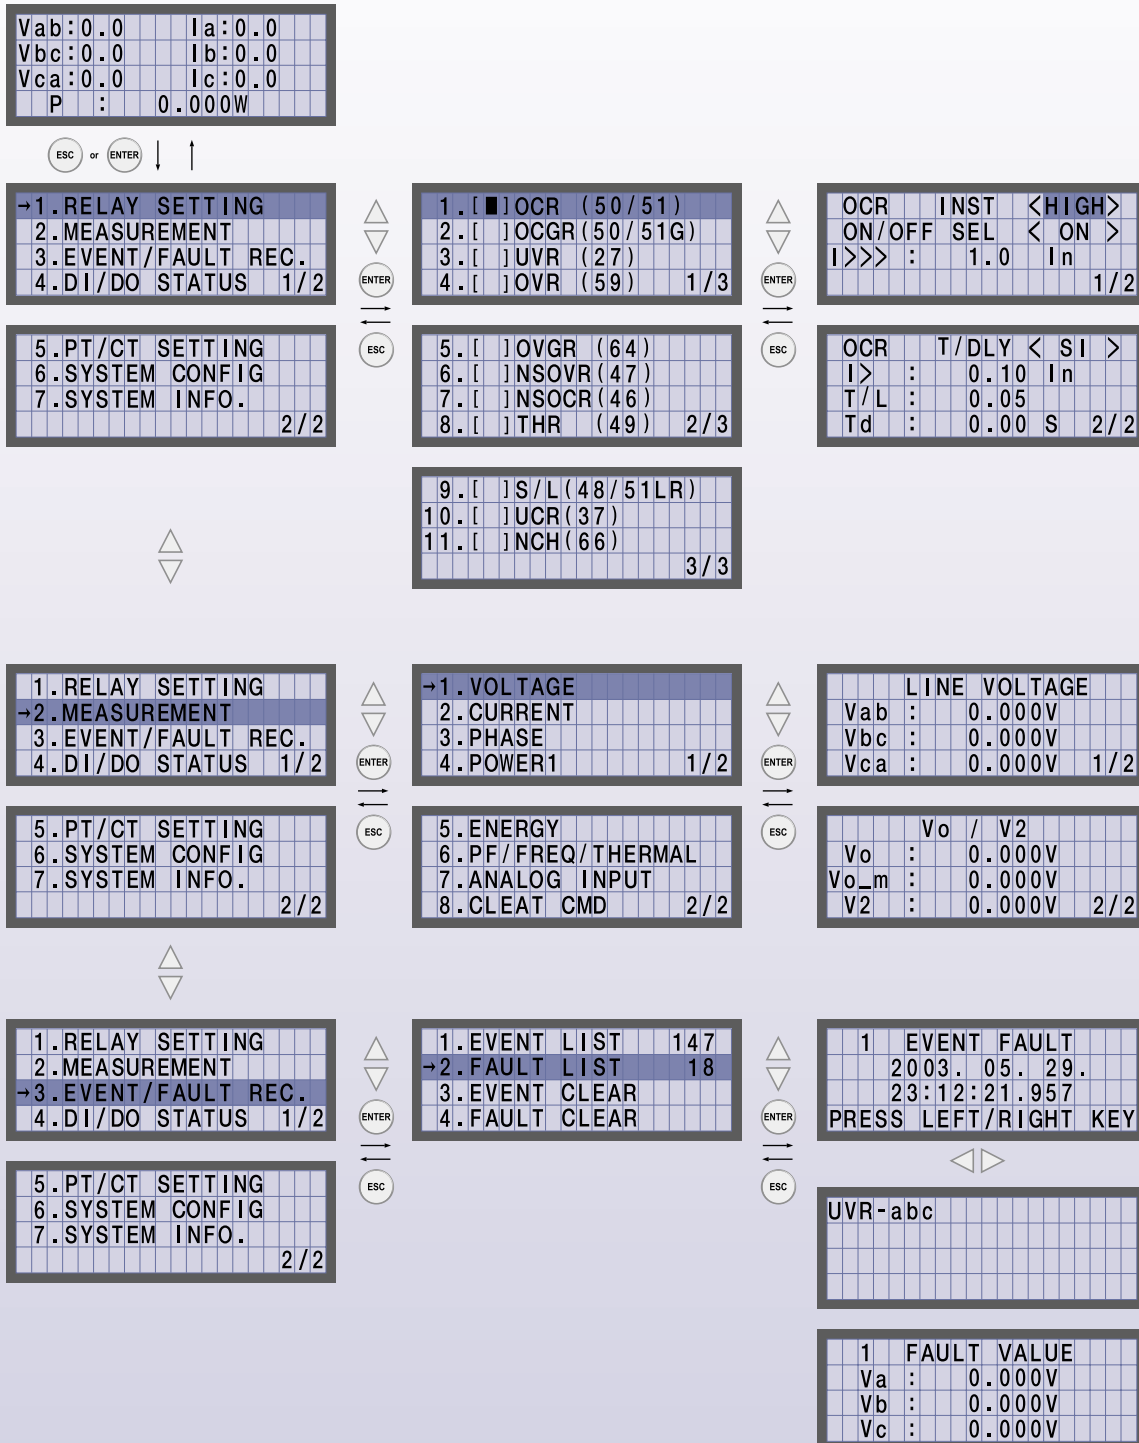 Vab:0.0 Ia:0.0
Vbc:0.0 Ib:0.0
Vca:0.0 Ic:0.0
P : 0.000W
ESC or ENTER
→1.RELAY SETTING
2.MEASUREMENT
3.EVENT/FAULT REC.
4.DI/DO STATUS 1/2
5.PT/CT SETTING
6.SYSTEM CONFIG
7.SYSTEM INFO.
2/2
ENTER
ESC
1.[■]OCR (50/51)
2.[ ]OCGR(50/51G)
3.[ ]UVR (27)
4.[ ]OVR (59) 1/3
5.[ ]OVGR (64)
6.[ ]NSOVR(47)
7.[ ]NSOCR(46)
8.[ ]THR (49) 2/3
9.[ ]S/L(48/51LR)
10.[ ]UCR(37)
11.[ ]NCH(66)
3/3
ENTER
ESC
OCR INST <HIGH>
ON/OFF SEL < ON >
I>>> : 1.0 In
1/2
OCR T/DLY < SI >
I> : 0.10 In
T/L : 0.05
Td : 0.00 S 2/2
1.RELAY SETTING
→2.MEASUREMENT
3.EVENT/FAULT REC.
4.DI/DO STATUS 1/2
5.PT/CT SETTING
6.SYSTEM CONFIG
7.SYSTEM INFO.
2/2
ENTER
ESC
→1.VOLTAGE
2.CURRENT
3.PHASE
4.POWER1 1/2
5.ENERGY
6.PF/FREQ/THERMAL
7.ANALOG INPUT
8.CLEAT CMD 2/2
ENTER
ESC
LINE VOLTAGE
Vab : 0.000V
Vbc : 0.000V
Vca : 0.000V 1/2
Vo / V2
Vo : 0.000V
Vo_m : 0.000V
V2 : 0.000V 2/2
1.RELAY SETTING
2.MEASUREMENT
→3.EVENT/FAULT REC.
4.DI/DO STATUS 1/2
5.PT/CT SETTING
6.SYSTEM CONFIG
7.SYSTEM INFO.
2/2
ENTER
ESC
1.EVENT LIST 147
→2.FAULT LIST 18
3.EVENT CLEAR
4.FAULT CLEAR
ENTER
ESC
1 EVENT FAULT
2003. 05. 29.
23:12:21.957
PRESS LEFT/RIGHT KEY
UVR-abc
1 FAULT VALUE
Va : 0.000V
Vb : 0.000V
Vc : 0.000V